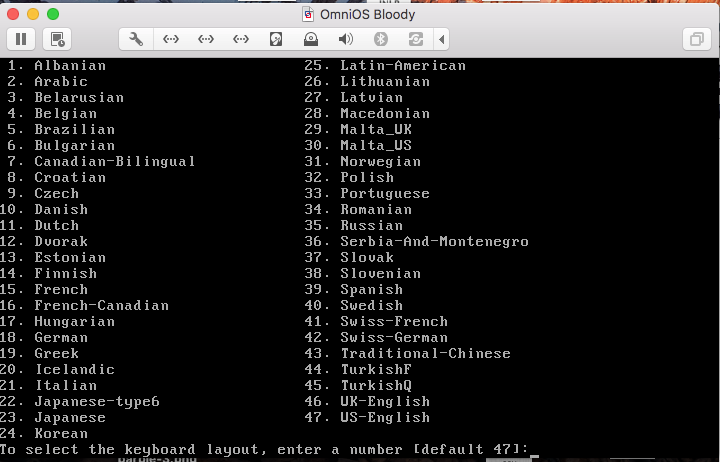 OmniOS Bloody
1. Albanian 25. Latin-American
2. Arabic 26. Lithuanian
3. Belarusian 27. Latvian
4. Belgian 28. Macedonian
5. Brazilian 29. Malta_UK
6. Bulgarian 30. Malta_US
7. Canadian-Bilingual 31. Norwegian
8. Croatian 32. Polish
9. Czech 33. Portuguese
10. Danish 34. Romanian
11. Dutch 35. Russian
12. Dvorak 36. Serbia-And-Montenegro
13. Estonian 37. Slovak
14. Finnish 38. Slovenian
15. French 39. Spanish
16. French-Canadian 40. Swedish
17. Hungarian 41. Swiss-French
18. German 42. Swiss-German
19. Greek 43. Traditional-Chinese
20. Icelandic 44. TurkishF
21. Italian 45. TurkishQ
22. Japanese-type6 46. UK-English
23. Japanese 47. US-English
24. Korean
To select the keyboard layout, enter a number [default 47]:_